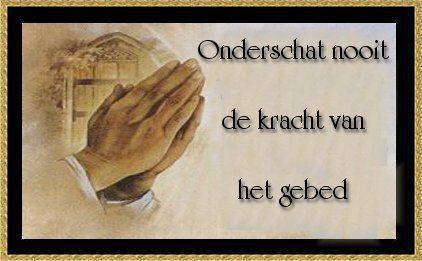 Onderschat nooit
de kracht van
het gebed